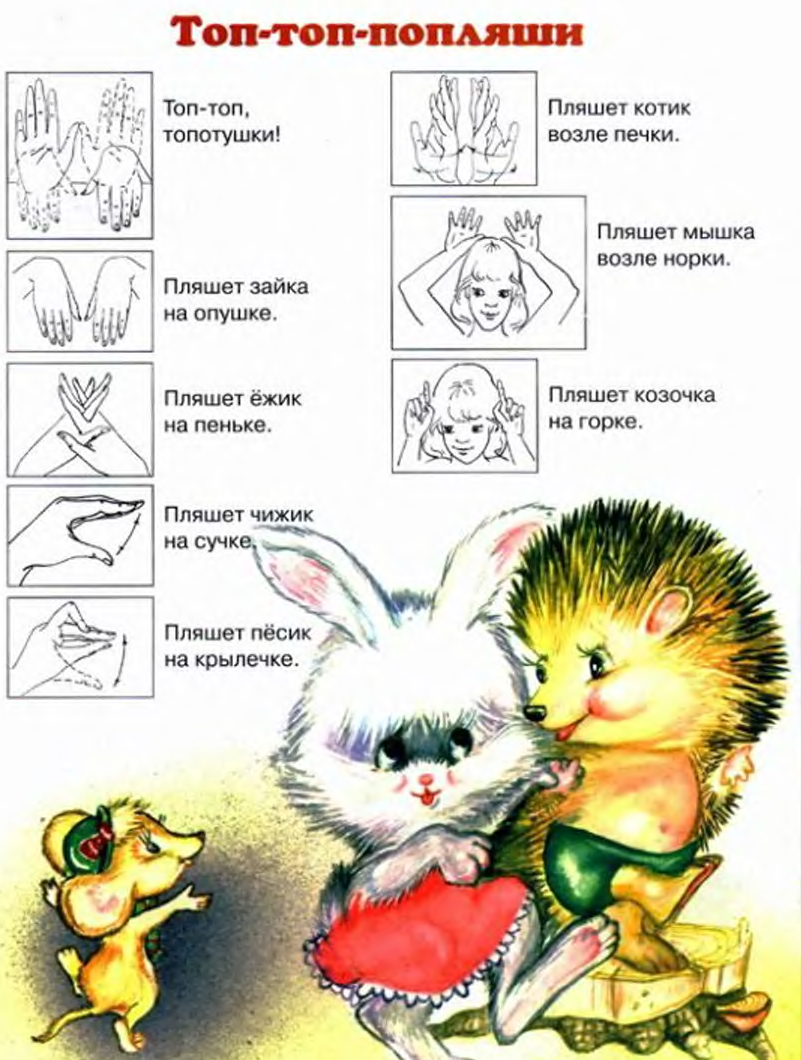 Топ-топ-попляши
Топ-топ,
топотушки!
Пляшет зайка
на опушке.
Пляшет ёжик
на пеньке.
Пляшет чижик
на сучке.
Пляшет пёсик
на крылечке.
Пляшет котик
возле печки.
Пляшет мышка
возле норки.
Пляшет козочка
на горке.